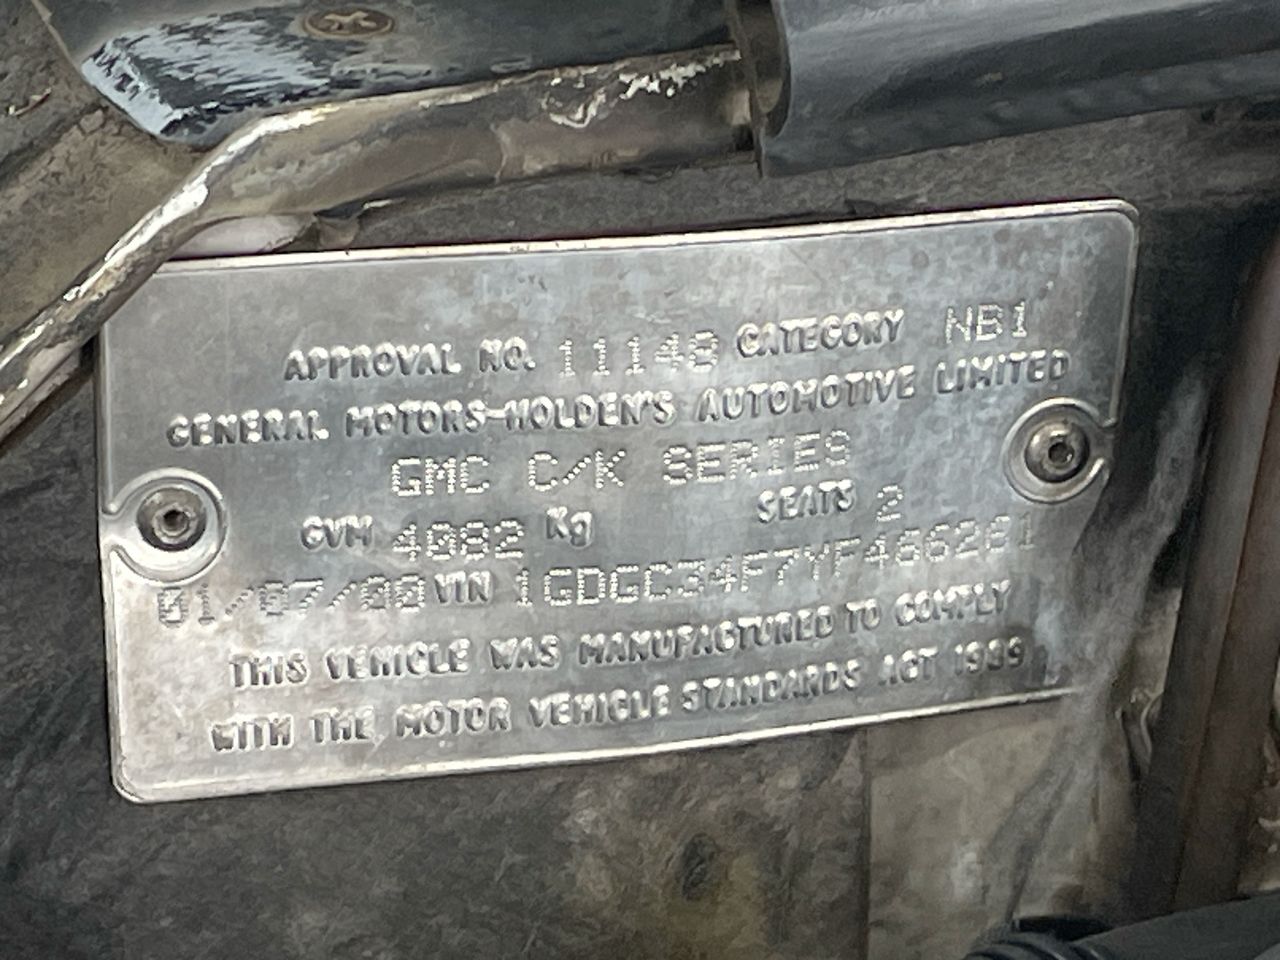 APPROVAL NO. 11148 CATEGORY NB1
GENERAL MOTORS-HOLDEN'S AUTOMOTIVE LIMITED
GMC C/K SERIES
GVM 4082 Kg SEATS 2
01/07/00 VIN 1GDGC34F7YF466261
THIS VEHICLE WAS MANUFACTURED TO COMPLY
WITH THE MOTOR VEHICLE STANDARDS ACT 1989